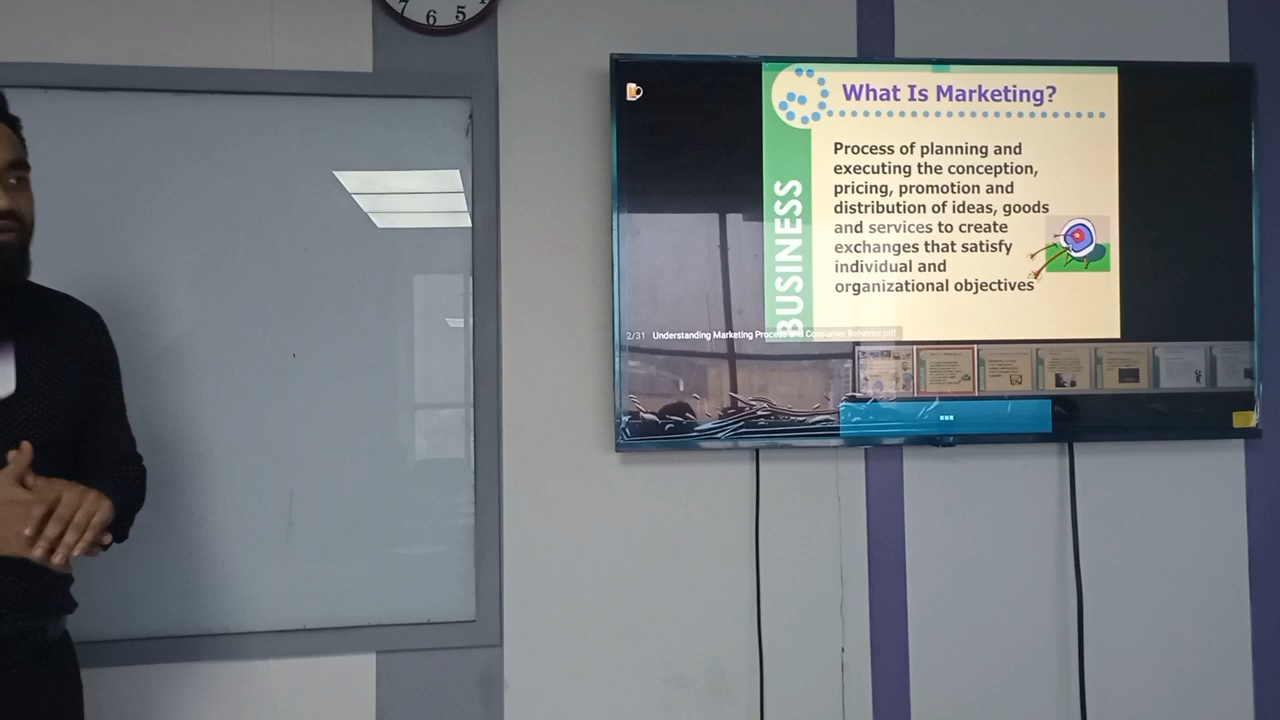 7 6 5
What Is Marketing?
Process of planning and
executing the conception,
pricing, promotion and
distribution of ideas, goods
and services to create
exchanges that satisfy
individual and
organizational objectives
BUSINESS
2/31 Understanding Marketing Process and Consumer Behavior.pdf